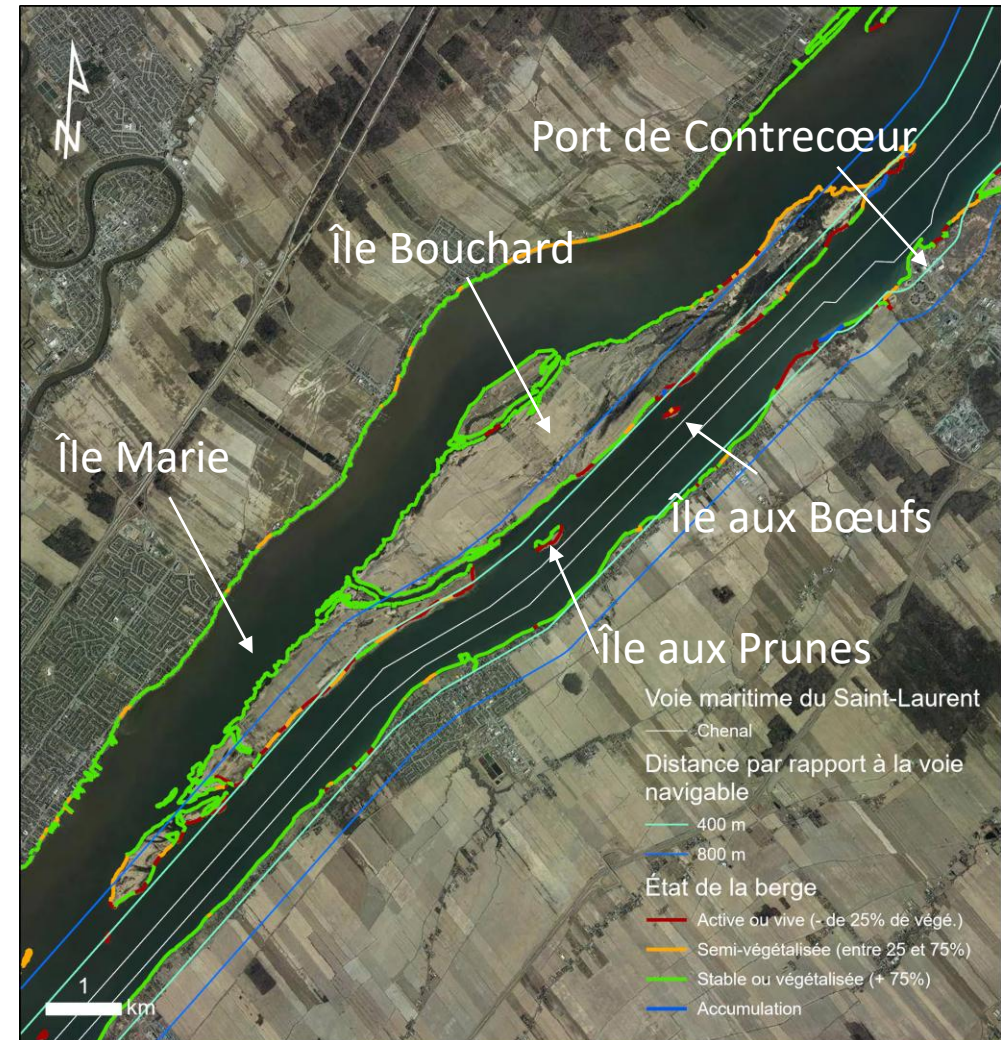 N
Port de Contrecœur
Île Bouchard
Île Marie
Île aux Bœufs
Île aux Prunes
Voie maritime du Saint-Laurent
Chenal
Distance par rapport à la voie
navigable
400 m
800 m
État de la berge
Active ou vive (- de 25% de végé.)
Semi-végétalisée (entre 25 et 75%)
Stable ou végétalisée (+ 75%)
Accumulation
1
km